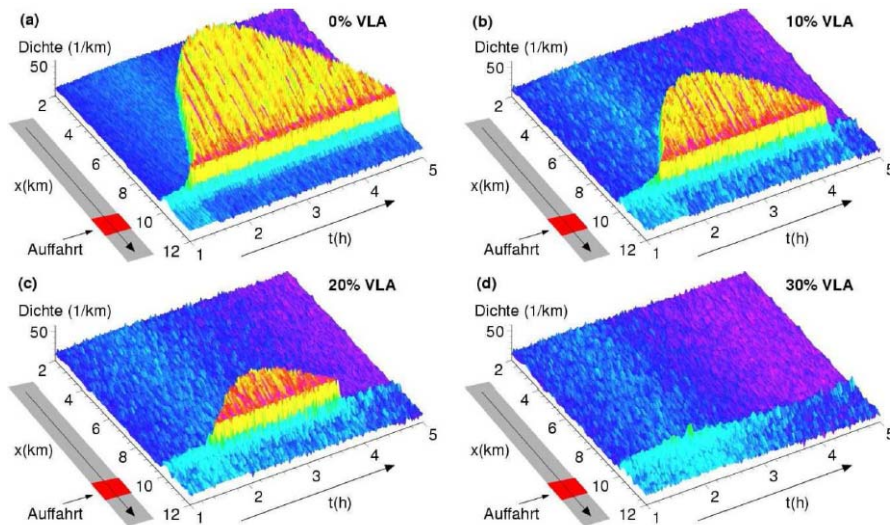 (a)
0% VLA
Dichte (1/km)
50
2
4
6
8
10
12
x(km)
Auffahrt
1
2
3
4
5
t(h)
(b)
10% VLA
Dichte (1/km)
50
2
4
6
8
10
12
x(km)
Auffahrt
1
2
3
4
5
t(h)
(c)
20% VLA
Dichte (1/km)
50
2
4
6
8
10
12
x(km)
Auffahrt
1
2
3
4
5
t(h)
(d)
30% VLA
Dichte (1/km)
50
2
4
6
8
10
12
x(km)
Auffahrt
1
2
3
4
5
t(h)